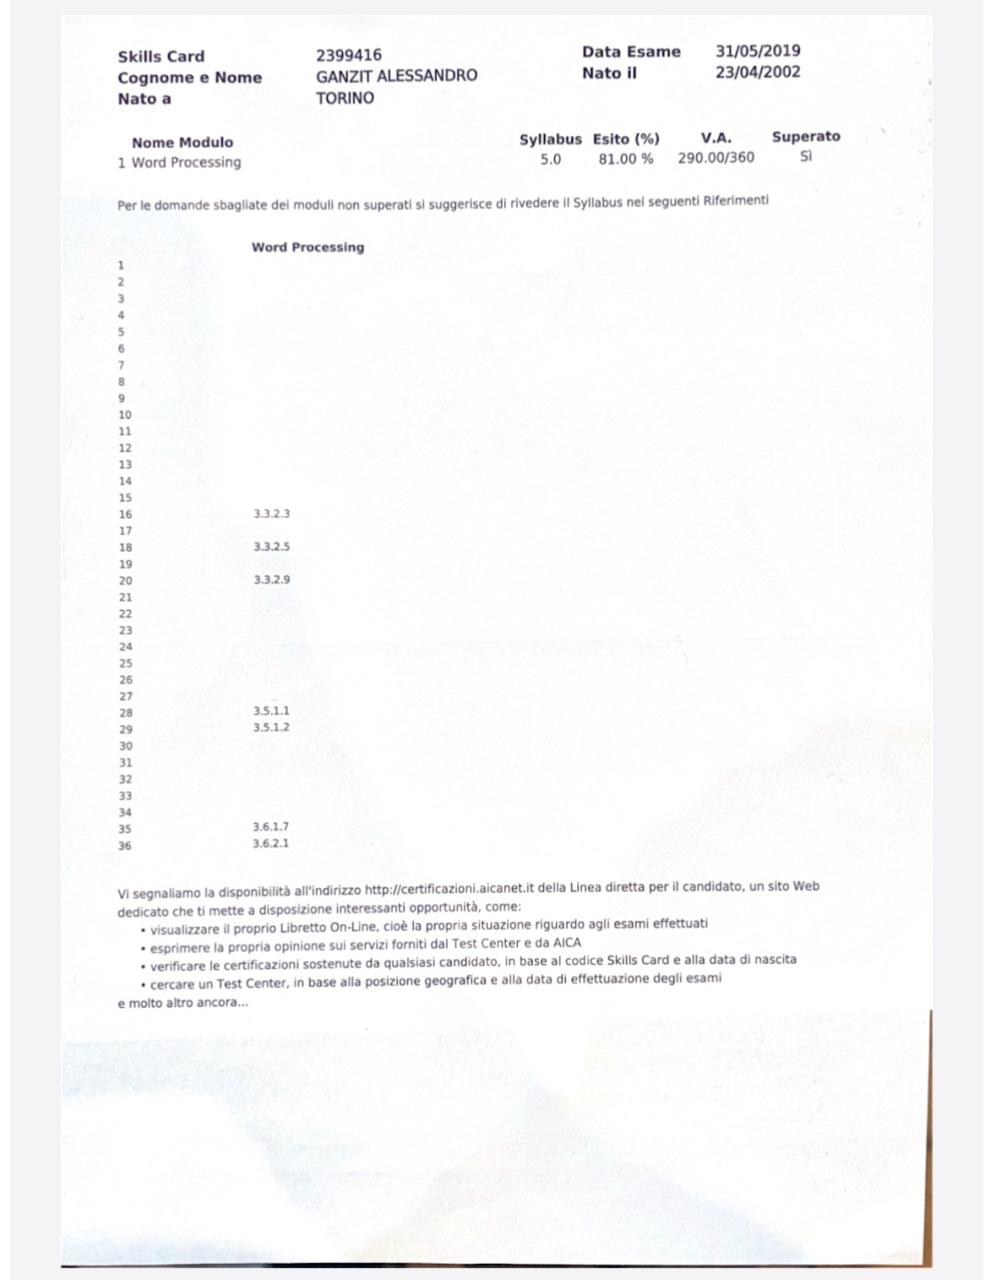 Skills Card 2399416 Data Esame 31/05/2019
Cognome e Nome GANZIT ALESSANDRO Nato il 23/04/2002
Nato a TORINO
Nome Modulo Syllabus Esito (%) V.A. Superato
1 Word Processing 5.0 81.00 % 290.00/360 Sì
Per le domande sbagliate dei moduli non superati si suggerisce di rivedere il Syllabus nei seguenti Riferimenti
Word Processing
1
2
3
4
5
6
7
8
9
10
11
12
13
14
15
16 3.3.2.3
17
18 3.3.2.5
19
20 3.3.2.9
21
22
23
24
25
26
27
28 3.5.1.1
29 3.5.1.2
30
31
32
33
34
35 3.6.1.7
36 3.6.2.1
Vi segnaliamo la disponibilità all'indirizzo http://certificazioni.aicanet.it della Linea diretta per il candidato, un sito Web
dedicato che ti mette a disposizione interessanti opportunità, come:
• visualizzare il proprio Libretto On-Line, cioè la propria situazione riguardo agli esami effettuati
• esprimere la propria opinione sui servizi forniti dal Test Center e da AICA
• verificare le certificazioni sostenute da qualsiasi candidato, in base al codice Skills Card e alla data di nascita
• cercare un Test Center, in base alla posizione geografica e alla data di effettuazione degli esami
e molto altro ancora...